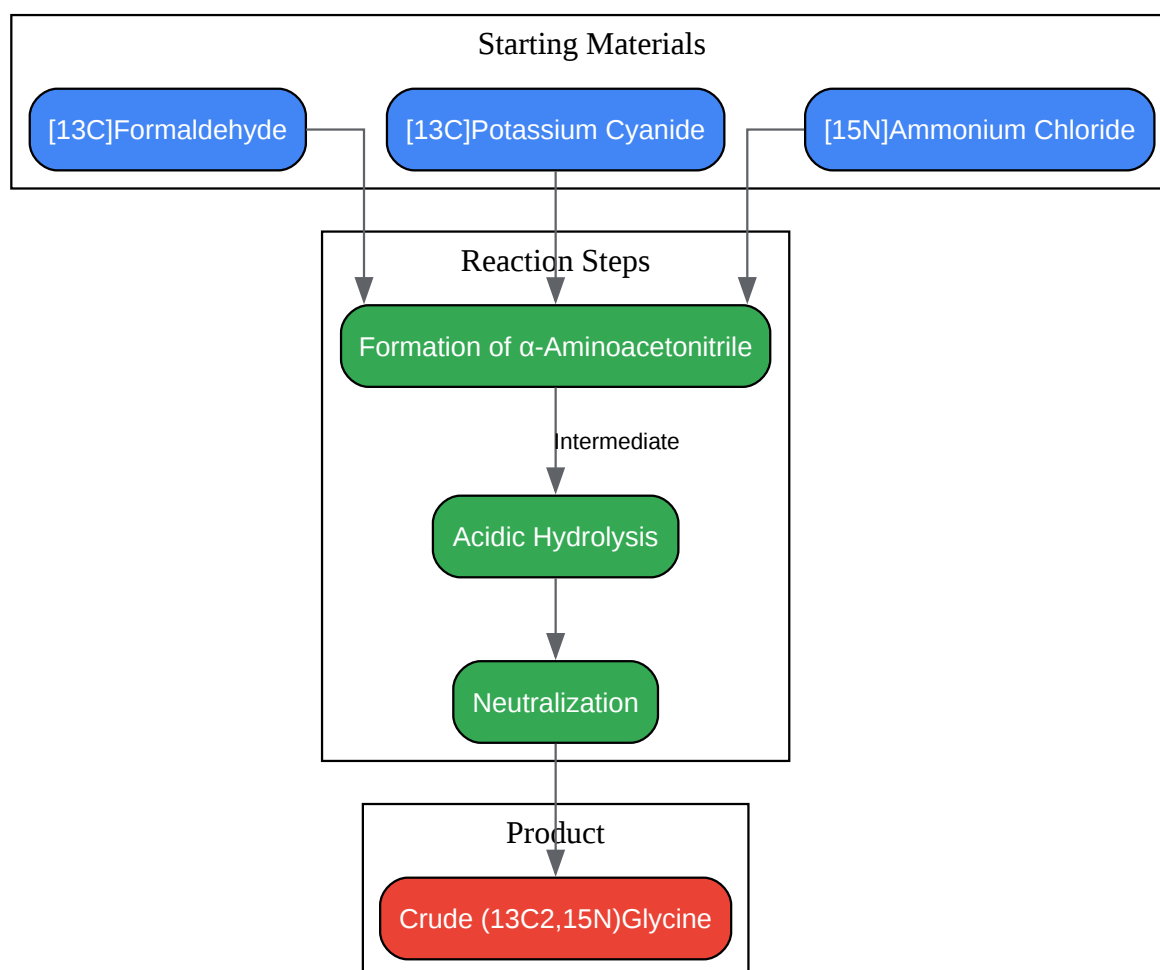 Starting Materials
[13C]Formaldehyde
[13C]Potassium Cyanide
[15N]Ammonium Chloride
Reaction Steps
Formation of α-Aminoacetonitrile
Intermediate
Acidic Hydrolysis
Neutralization
Product
Crude (13C2,15N)Glycine